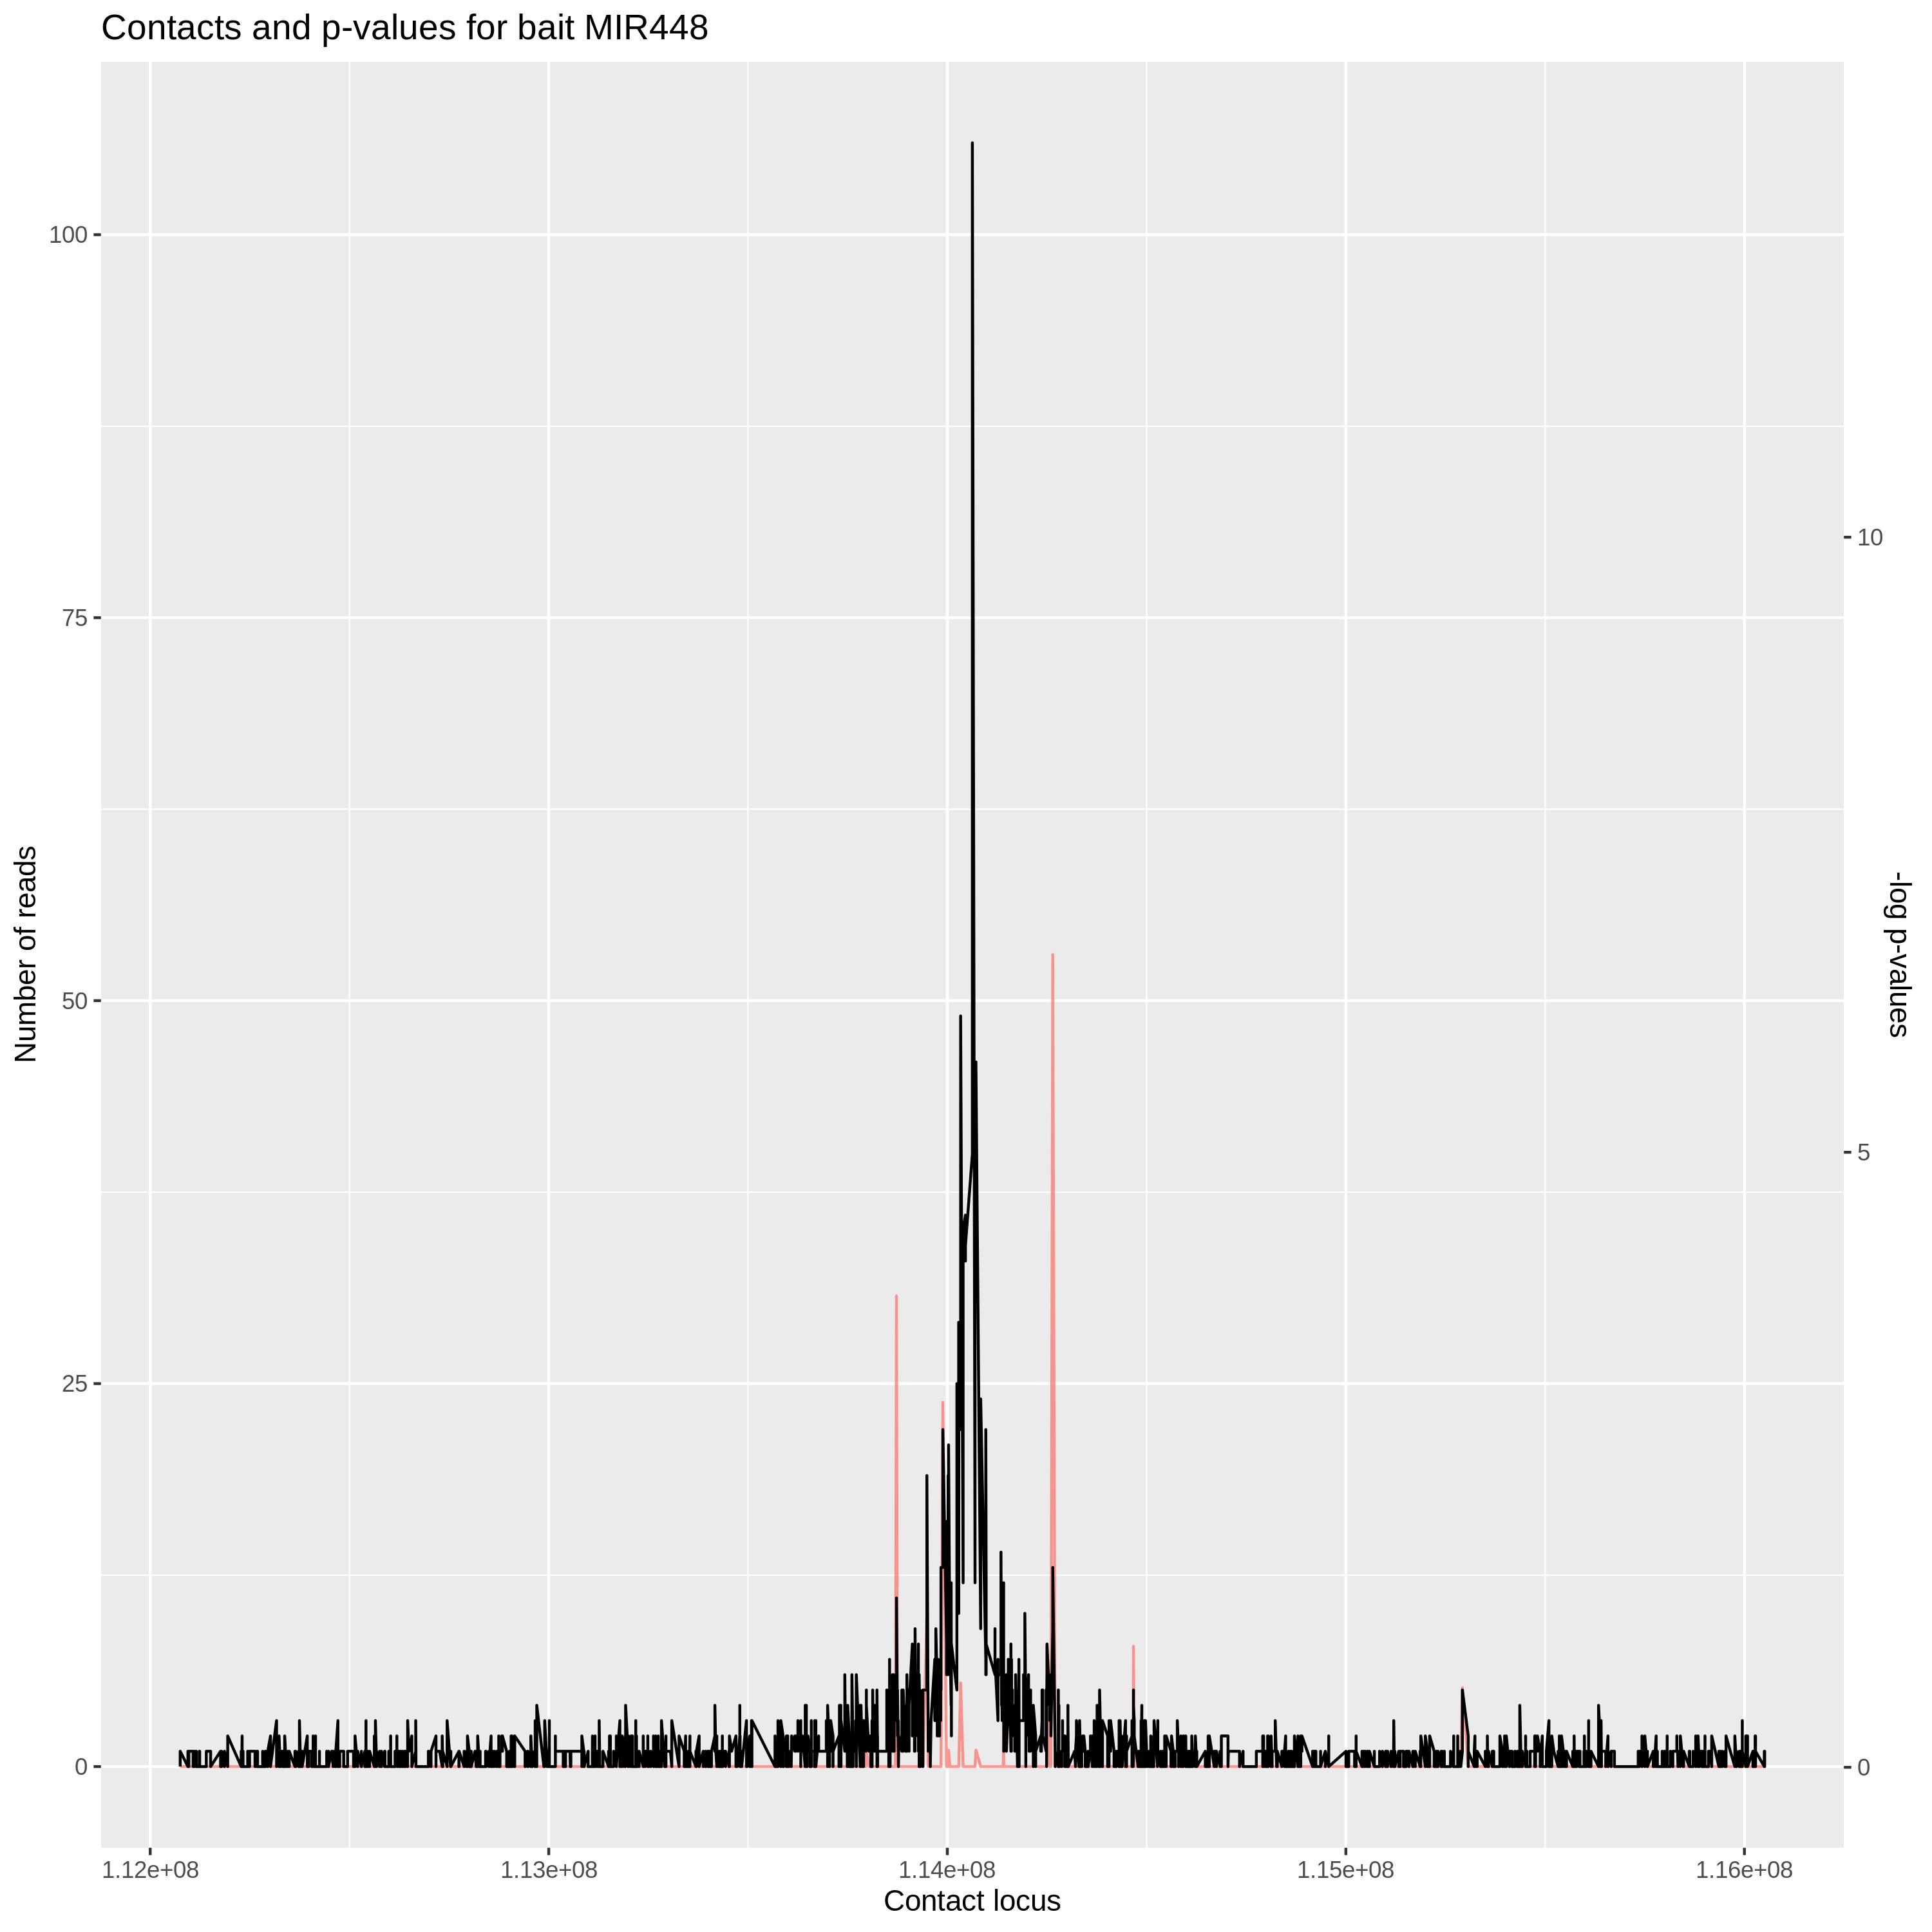 Contacts and p-values for bait MIR448
100
75
50
25
0
Number of reads
10
5
0
-log p-values
1.12e+08
1.13e+08
1.14e+08
1.15e+08
1.16e+08
Contact locus